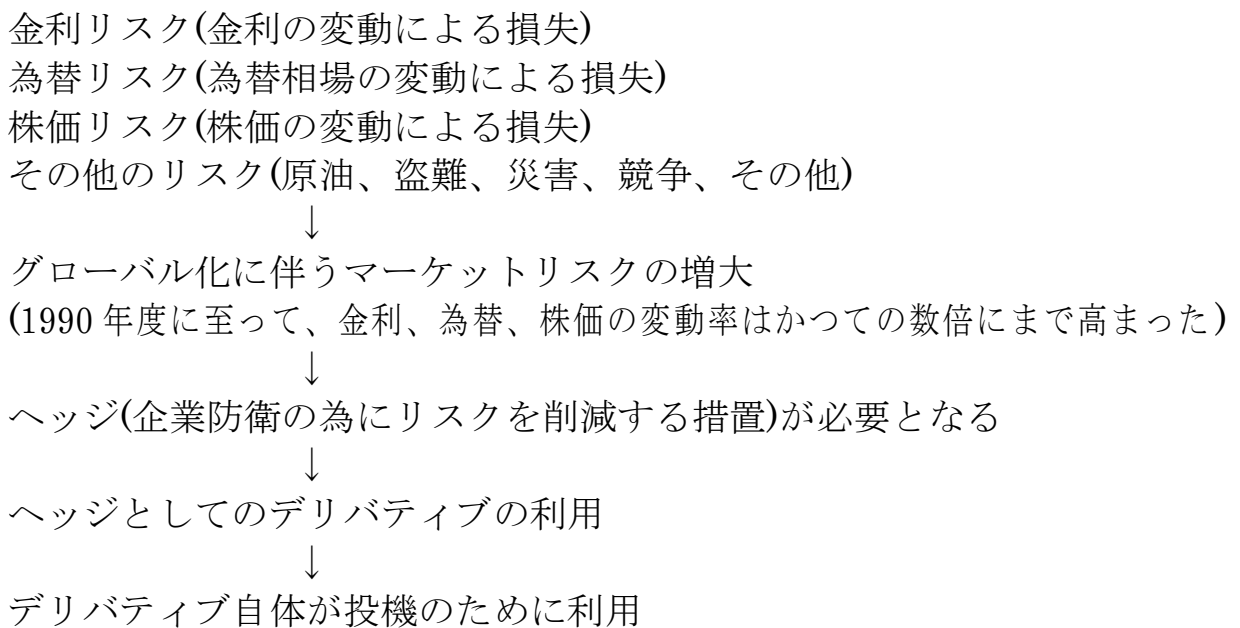 金利リスク(金利の変動による損失)
為替リスク(為替相場の変動による損失)
株価リスク(株価の変動による損失)
その他のリスク(原油、盗難、災害、競争、その他)
↓
グローバル化に伴うマーケットリスクの増大
(1990 年度に至って、金利、為替、株価の変動率はかつての数倍にまで高まった)
↓
ヘッジ(企業防衛の為にリスクを削減する措置)が必要となる
↓
ヘッジとしてのデリバティブの利用
↓
デリバティブ自体が投機のために利用